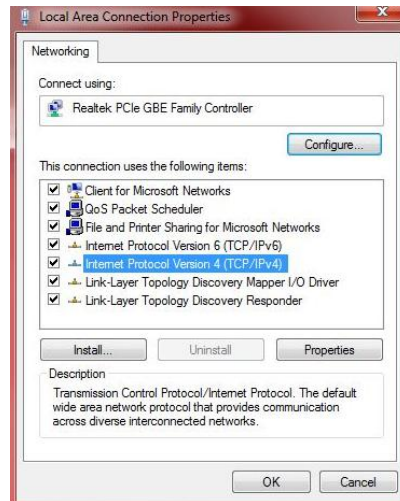 Local Area Connection Properties
Networking
Connect using:
Realtek PCIe GBE Family Controller
Configure...
This connection uses the following items:
Client for Microsoft Networks
QoS Packet Scheduler
File and Printer Sharing for Microsoft Networks
Internet Protocol Version 6 (TCP/IPv6)
Internet Protocol Version 4 (TCP/IPv4)
Link-Layer Topology Discovery Mapper I/O Driver
Link-Layer Topology Discovery Responder
Install... Uninstall Properties
Description
Transmission Control Protocol/Internet Protocol. The default
wide area network protocol that provides communication
across diverse interconnected networks.
OK Cancel